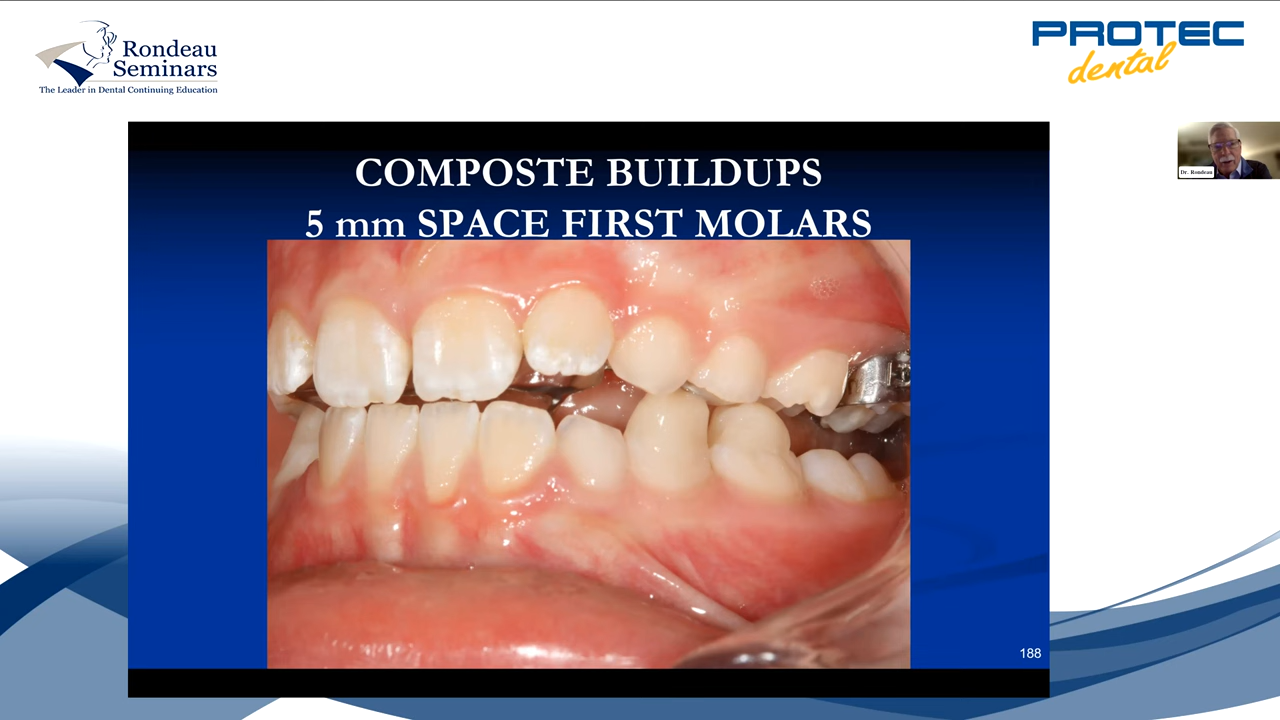 Rondeau
Seminars
The Leader in Dental Continuing Education
PROTEC
dental
Dr. Rondeau
COMPOSTE BUILDUPS
5 mm SPACE FIRST MOLARS
188